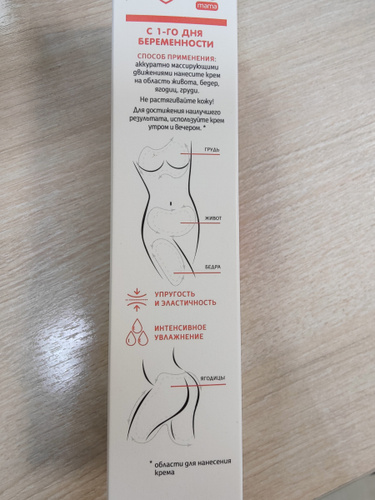 mama
С 1-ГО ДНЯ
БЕРЕМЕННОСТИ
СПОСОБ ПРИМЕНЕНИЯ:
аккуратно массирующими
движениями нанесите крем
на область живота, бедер,
ягодиц, груди.
Не растягивайте кожу!
Для достижения наилучшего
результата, используйте крем
утром и вечером. *
ГРУДЬ
ЖИВОТ
БЕДРА
УПРУГОСТЬ
И ЭЛАСТИЧНОСТЬ
ИНТЕНСИВНОЕ
УВЛАЖНЕНИЕ
ЯГОДИЦЫ
* области для нанесения
крема